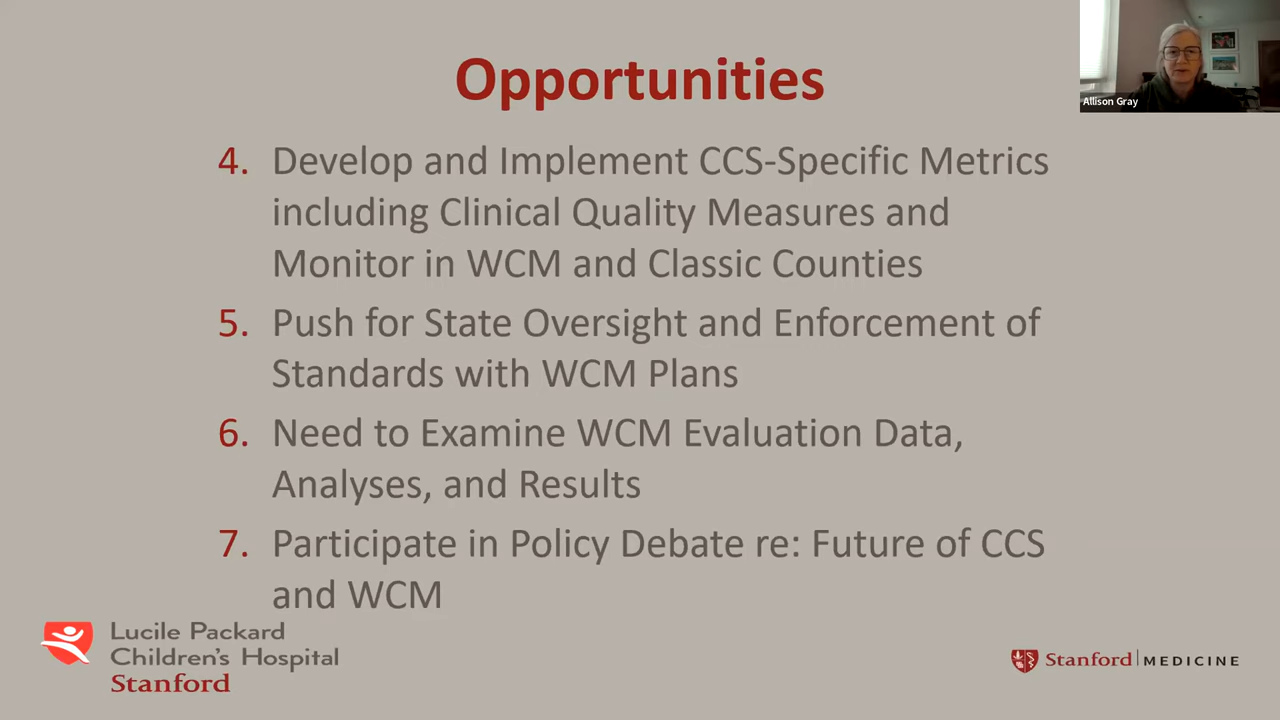 Opportunities
Allison Gray
4. Develop and Implement CCS-Specific Metrics
including Clinical Quality Measures and
Monitor in WCM and Classic Counties
5. Push for State Oversight and Enforcement of
Standards with WCM Plans
6. Need to Examine WCM Evaluation Data,
Analyses, and Results
7. Participate in Policy Debate re: Future of CCS
and WCM
Lucile Packard
Children's Hospital
Stanford
Stanford MEDICINE